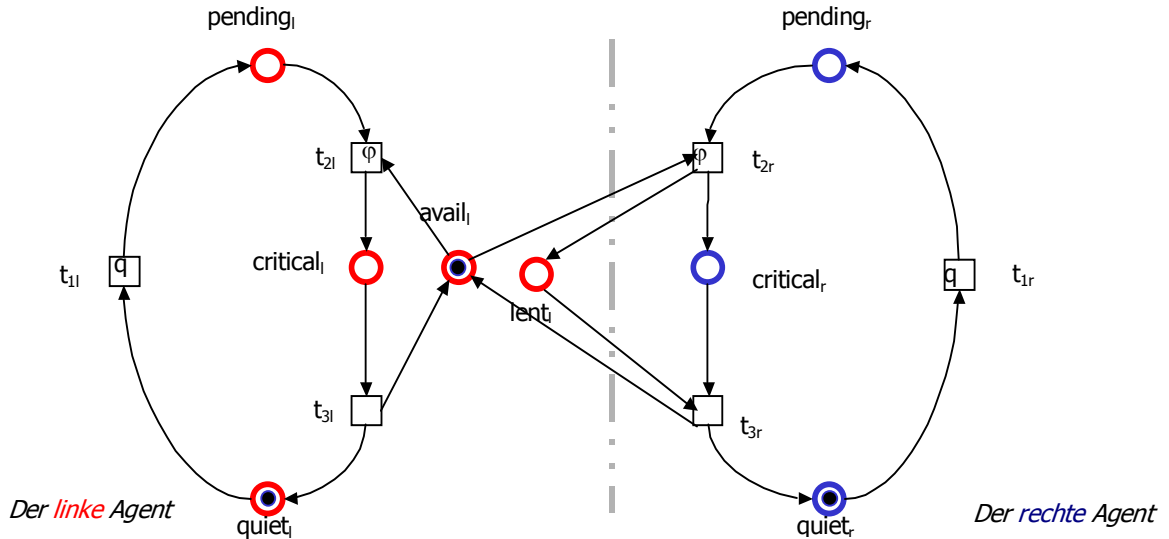 pending_l
pending_r
t_2l
φ
φ
t_2r
avail_l
t_1l
q
critical_l
critical_r
q
t_1r
lent_l
t_3l
t_3r
Der linke Agent
quiet_l
quiet_r
Der rechte Agent